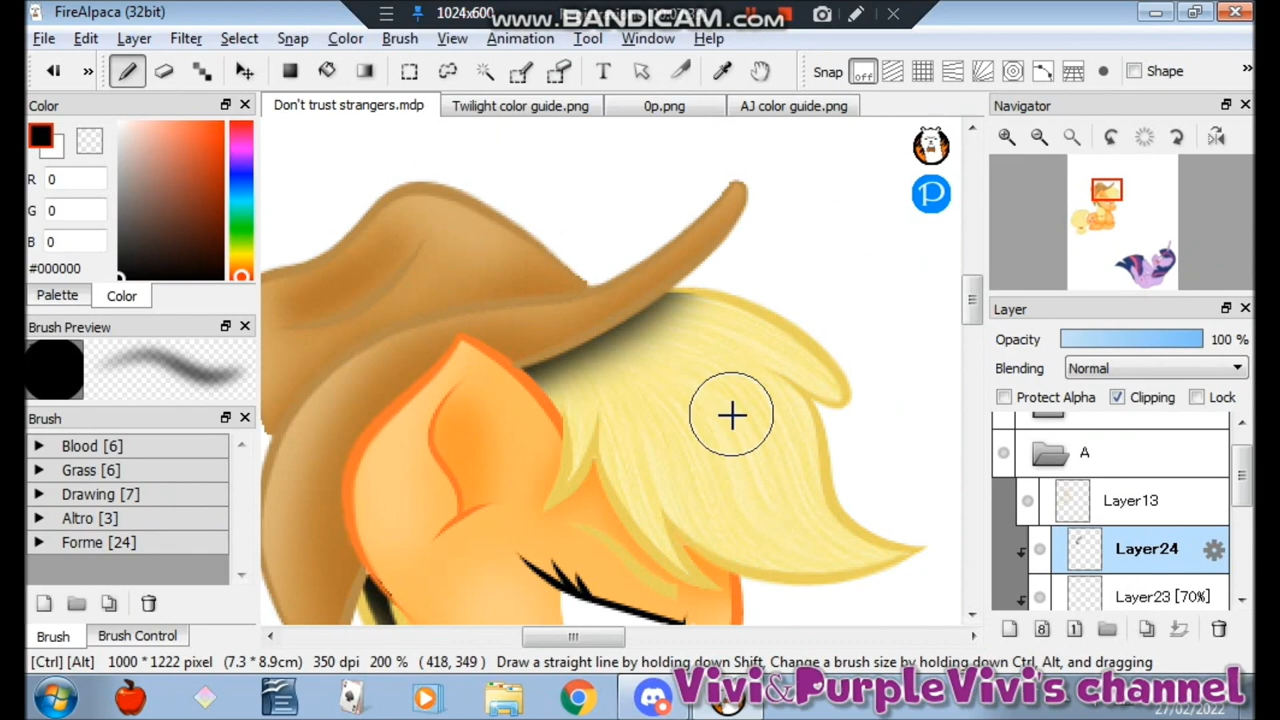 FireAlpaca (32bit)
1024x600
www.BANDICAM.com
File Edit Layer Filter Select Snap Color Brush View Animation Tool Window Help
Snap off Shape
Color
Don't trust strangers.mdp
Twilight color guide.png
0p.png
AJ color guide.png
Navigator
R 0
G 0
B 0
#000000
Palette Color
Brush Preview
Brush
Blood [6]
Grass [6]
Drawing [7]
Altro [3]
Forme [24]
Brush Brush Control
Layer
Opacity 100 %
Blending Normal
Protect Alpha Clipping Lock
A
Layer13
Layer24
Layer23 [70%]
[Ctrl] [Alt] 1000 * 1222 pixel (7.3 * 8.9cm) 350 dpi 200 % ( 418, 349 ) Draw a straight line by holding down Shift, Change a brush size by holding down Ctrl, Alt, and dragging
Vivi&PurpleVivi's channel
27/02/2022